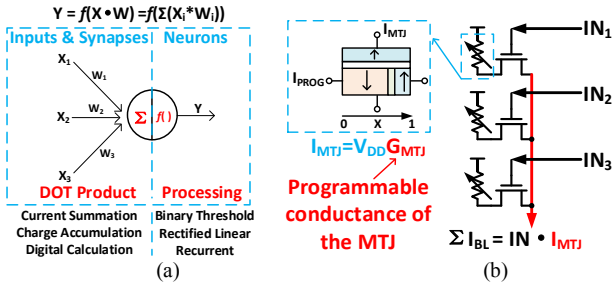 Y = f(X•W) =f(Σ(Xi*Wi))
Inputs & Synapses
Neurons
X1
W1
X2
W2
X3
W3
Σ
f()
Y
DOT Product
Processing
Current Summation
Charge Accumulation
Digital Calculation
Binary Threshold
Rectified Linear
Recurrent
(a)
IMTJ
IPROG
0 X 1
IMTJ=VDDGMTJ
Programmable
conductance of
the MTJ
IN1
IN2
IN3
Σ IBL = IN • IMTJ
(b)